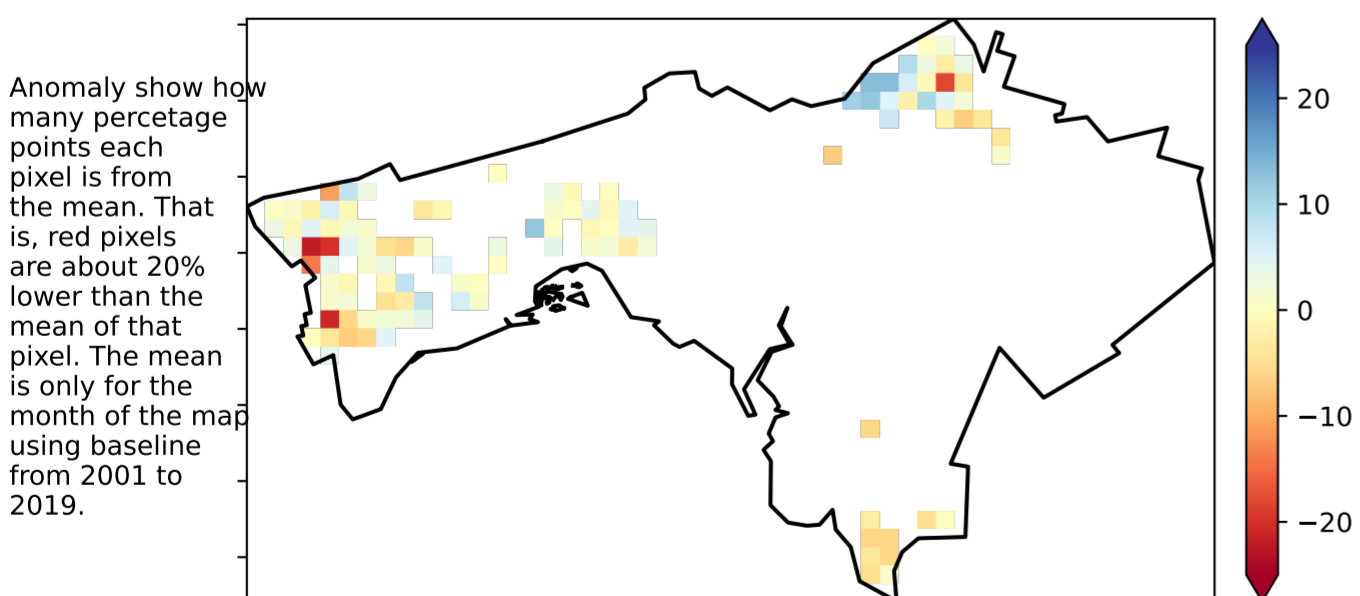 Anomaly show how
many percetage
points each
pixel is from
the mean. That
is, red pixels
are about 20%
lower than the
mean of that
pixel. The mean
is only for the
month of the map
using baseline
from 2001 to
2019.
20
10
0
−10
−20